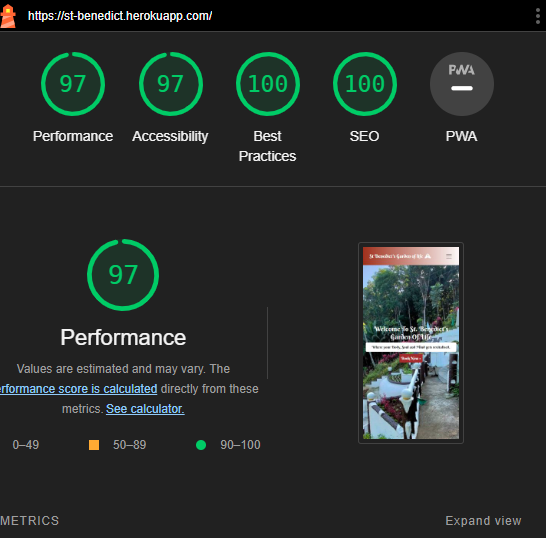 https://st-benedict.herokuapp.com/
97
97
100
100
PWA
Performance
Accessibility
Best
Practices
SEO
PWA
97
Performance
Values are estimated and may vary. The
erformance score is calculated directly from these
metrics. See calculator.
0–49
50–89
90–100
St Benedict's Garden of life
Welcome To St. Benedict's
Garden Of Life
METRICS
Expand view